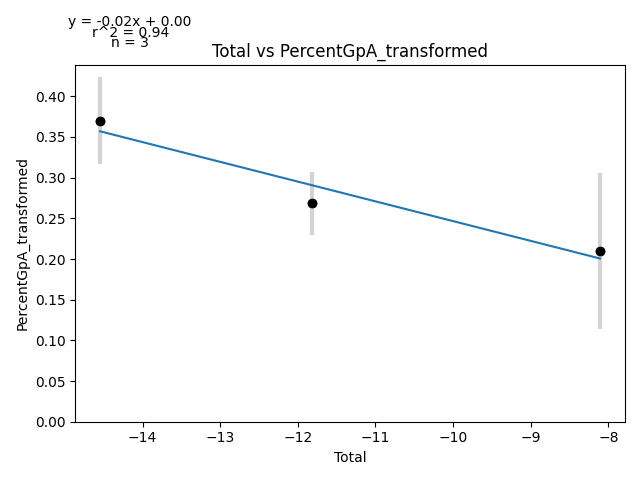 y = -0.02x + 0.00
r^2 = 0.94
n = 3
Total vs PercentGpA_transformed
PercentGpA_transformed
0.40
0.35
0.30
0.25
0.20
0.15
0.10
0.05
0.00
−14
−13
−12
−11
−10
−9
−8
Total